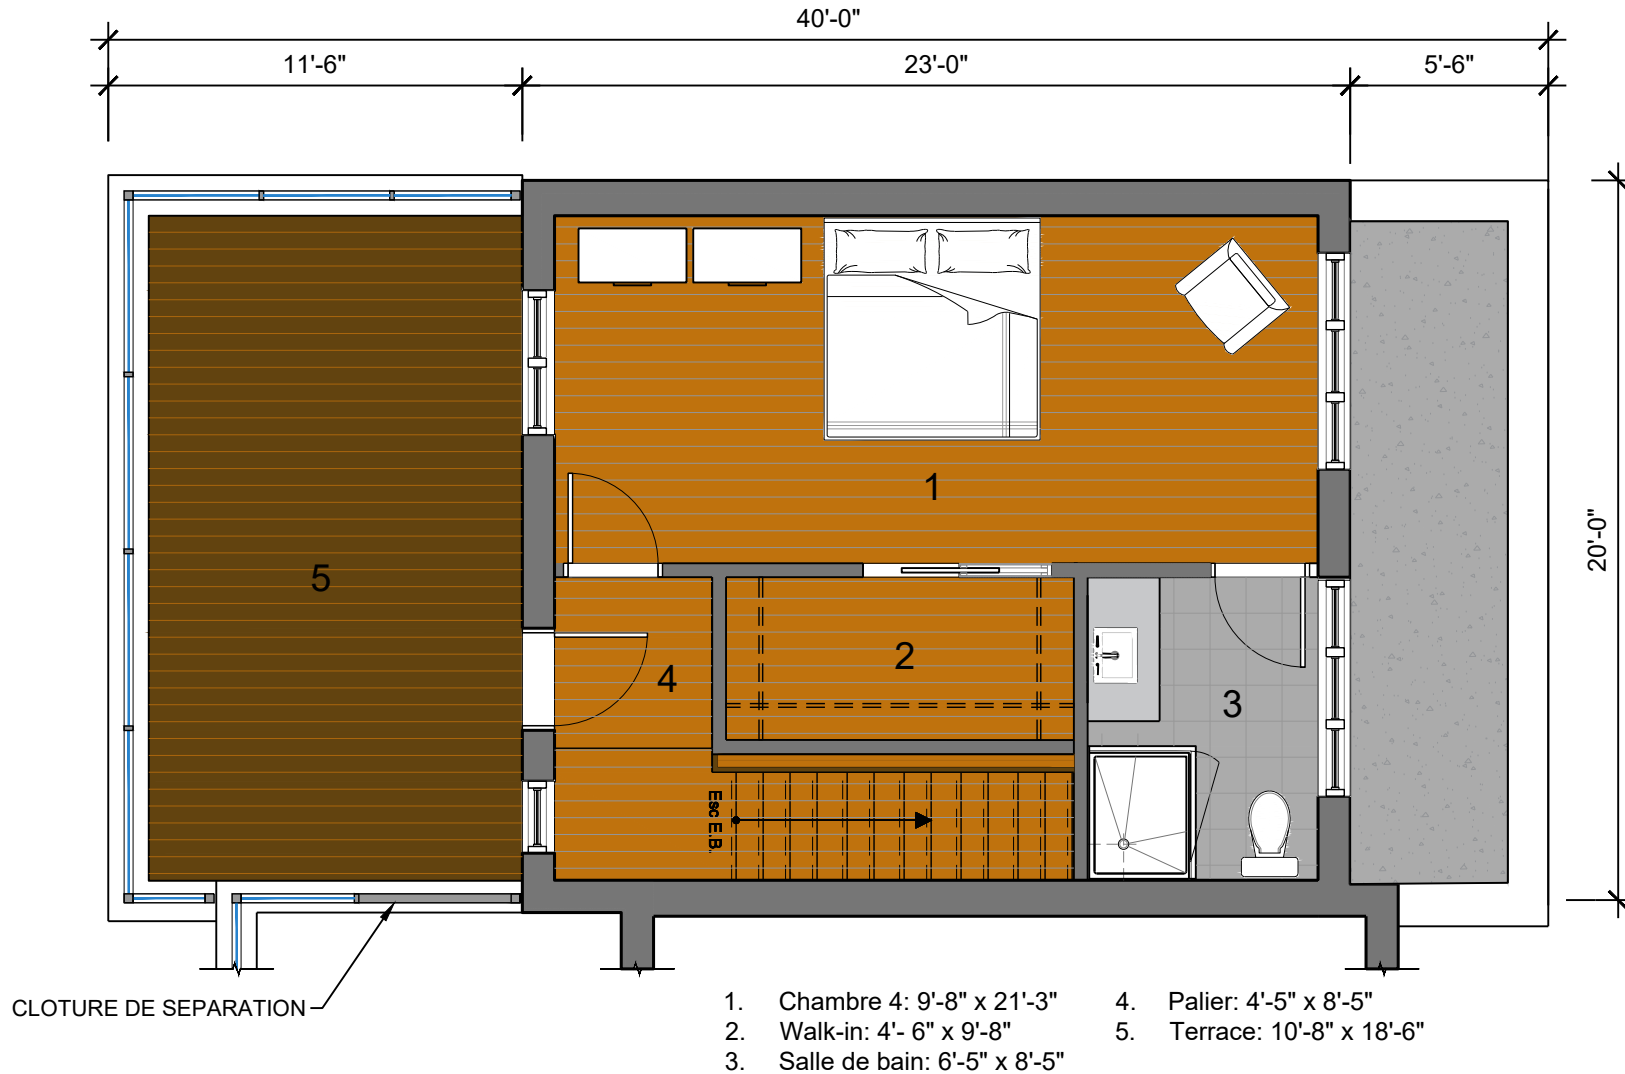 40'-0"
11'-6"
23'-0"
5'-6"
20'-0"
1
2
3
4
5
Esc E.B.
CLOTURE DE SEPARATION
1. Chambre 4: 9'-8" x 21'-3"
2. Walk-in: 4'- 6" x 9'-8"
3. Salle de bain: 6'-5" x 8'-5"
4. Palier: 4'-5" x 8'-5"
5. Terrace: 10'-8" x 18'-6"